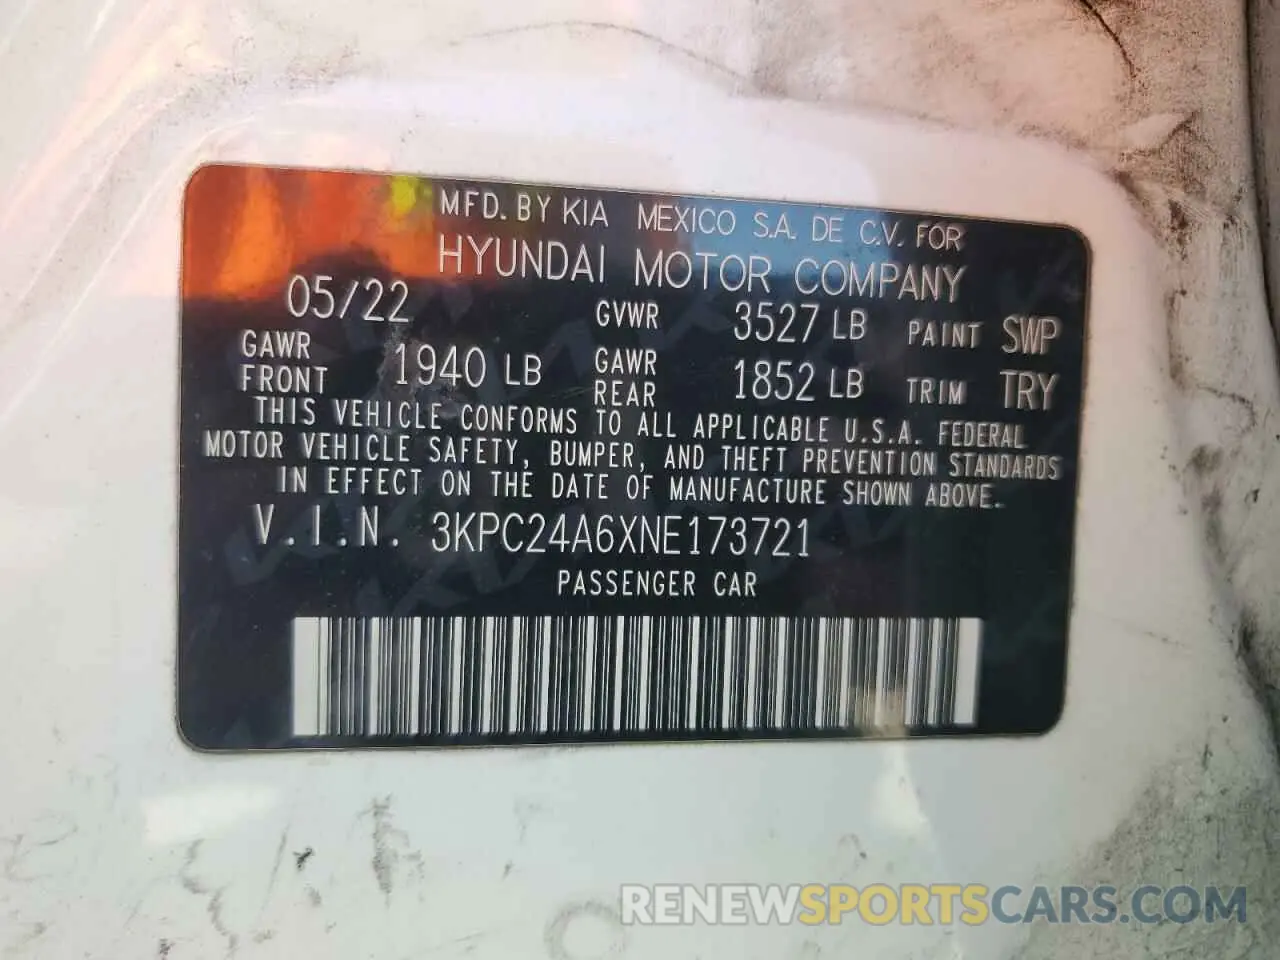 MFD. BY KIA MEXICO S.A. DE C.V. FOR
HYUNDAI MOTOR COMPANY
05/22 GVWR 3527 LB PAINT SWP
GAWR FRONT 1940 LB GAWR REAR 1852 LB TRIM TRY
THIS VEHICLE CONFORMS TO ALL APPLICABLE U.S.A. FEDERAL
MOTOR VEHICLE SAFETY, BUMPER, AND THEFT PREVENTION STANDARDS
IN EFFECT ON THE DATE OF MANUFACTURE SHOWN ABOVE.
V.I.N. 3KPC24A6XNE173721
PASSENGER CAR
RENEWSPORTSCARS.COM